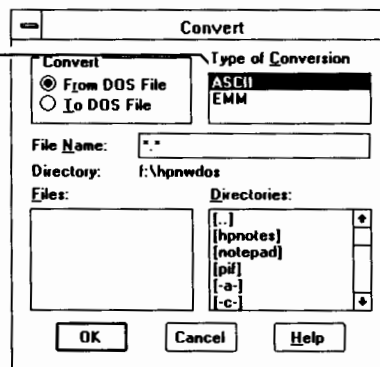 Convert
Convert
From DOS File
To DOS File
Type of Conversion
ASCII
EMM
File Name: *.*
Directory: f:\hpnwdos
Files:
Directories:
[..]
[hpnotes]
[notepad]
[pif]
[-a-]
[-c-]
OK Cancel Help